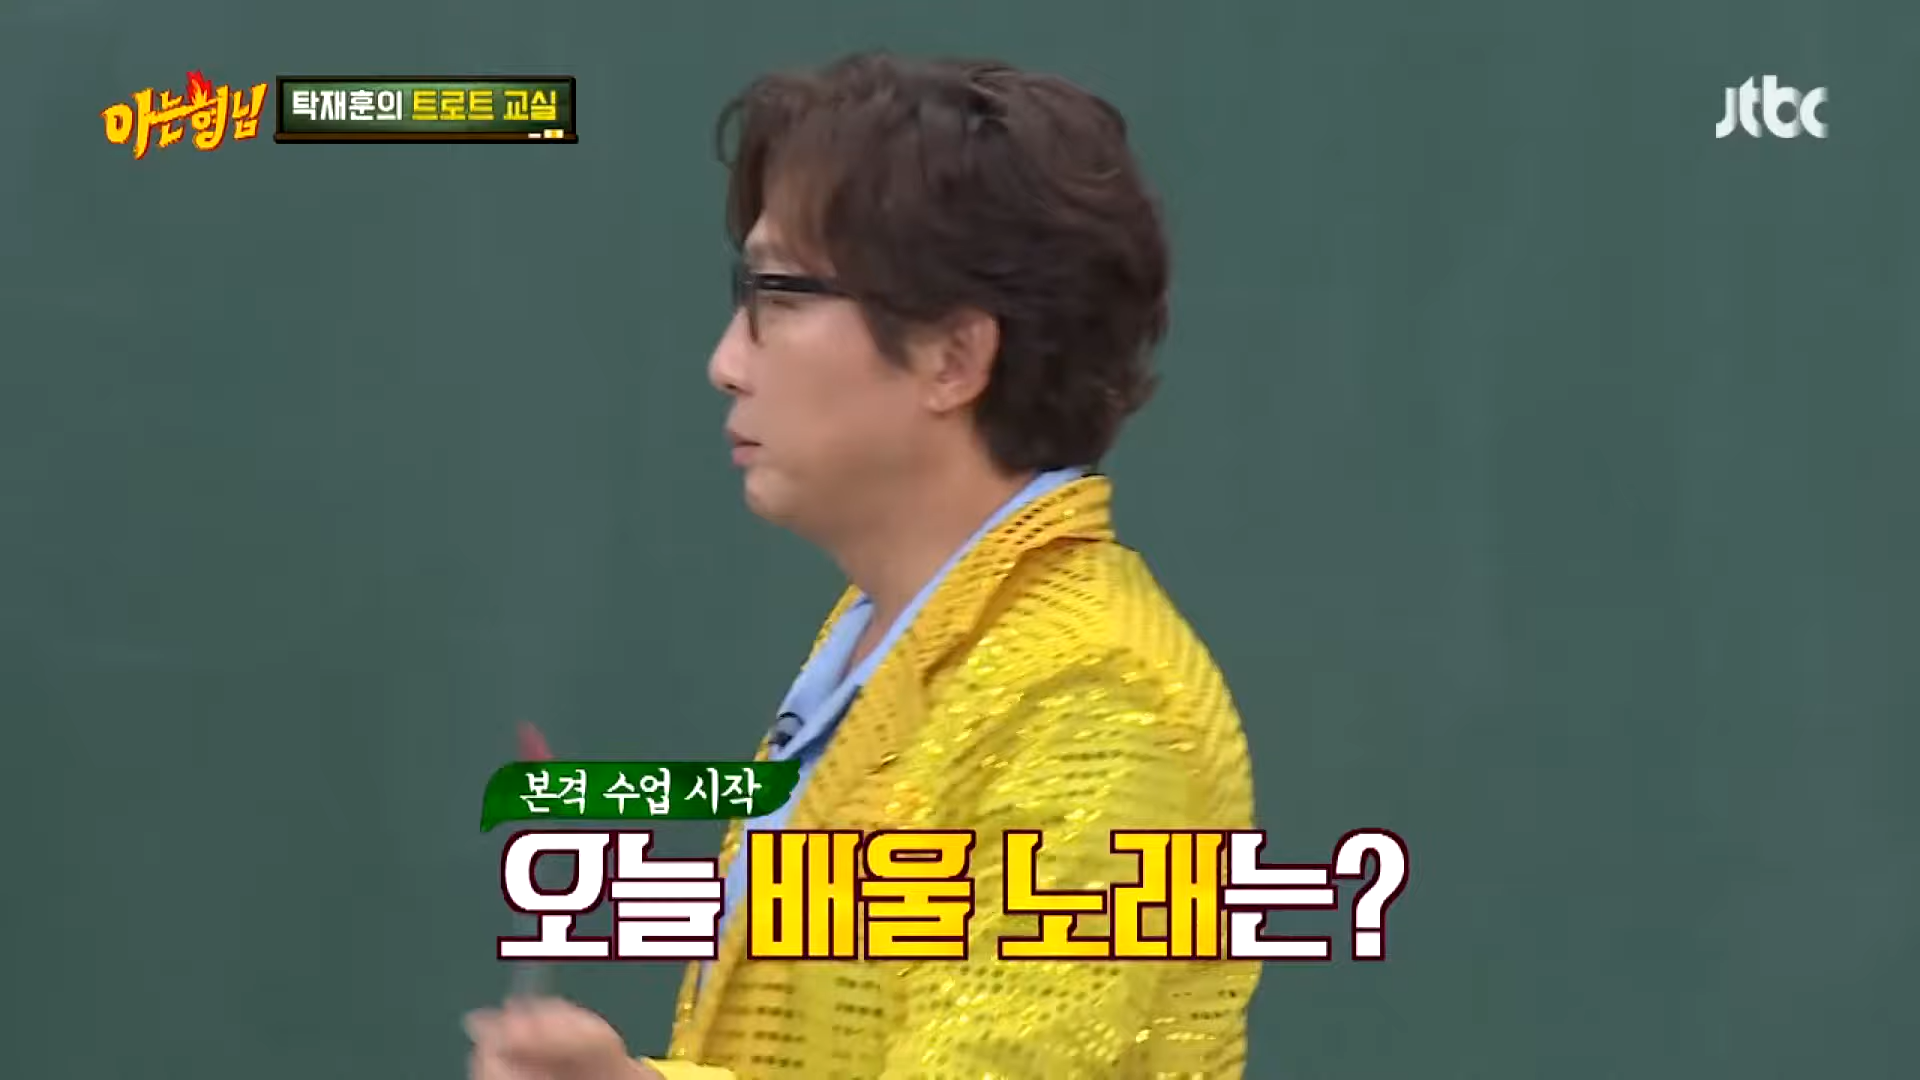 아는형님
탁재훈의 트로트 교실
jtbc
본격 수업 시작
오늘 배울 노래는?